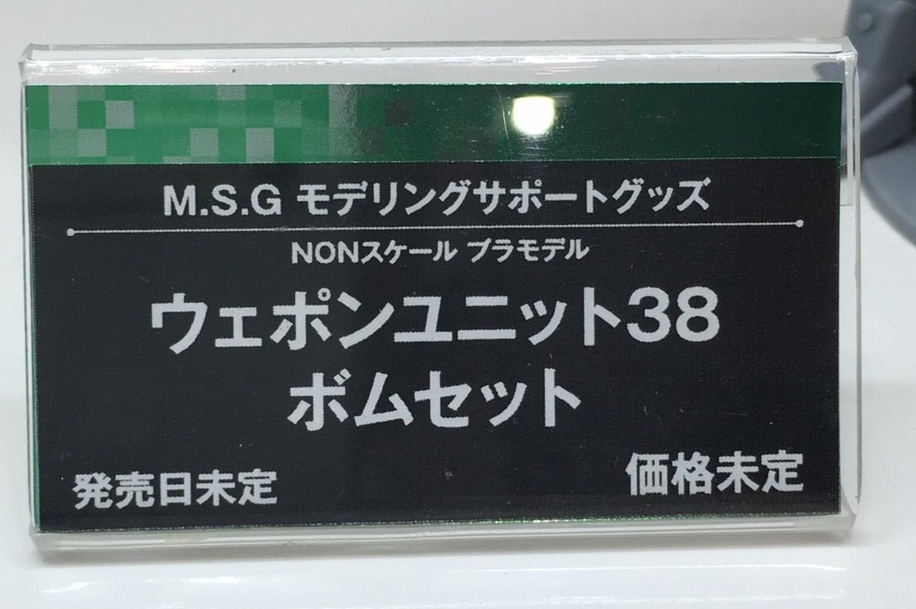 M.S.G モデリングサポートグッズ
NONスケール プラモデル
ウェポンユニット38
ボムセット
発売日未定
価格未定